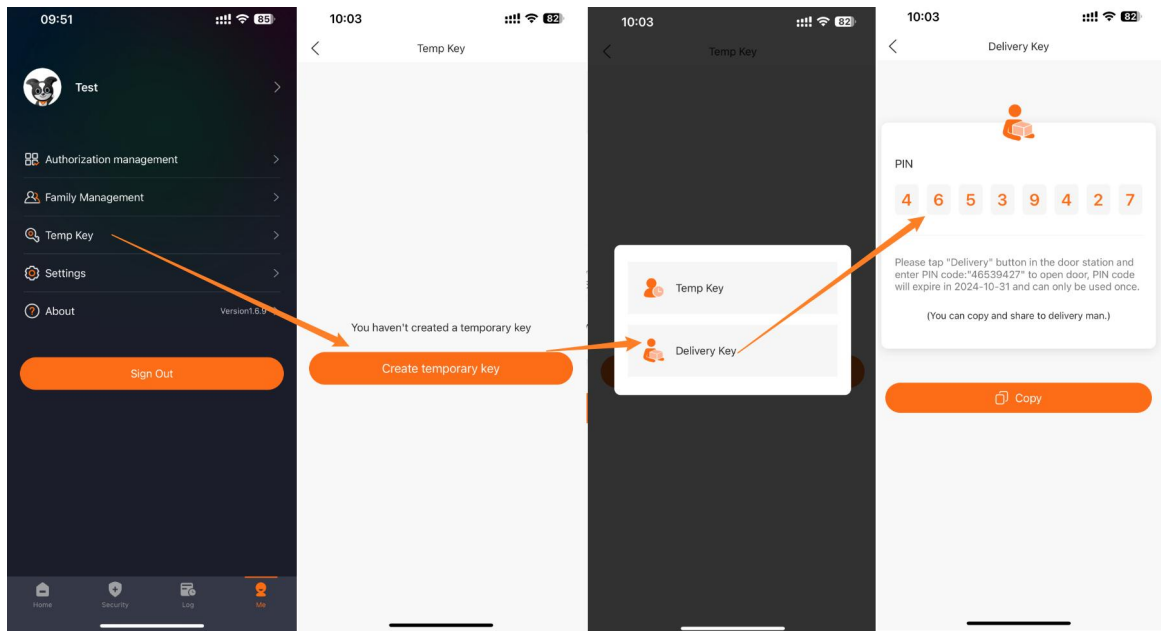 09:51
85
Test
Authorization management
Family Management
Temp Key
Settings
About
Version1.6.9
Sign Out
Home
Security
Log
Me
10:03
82
Temp Key
You haven't created a temporary key
Create temporary key
10:03
82
Temp Key
Temp Key
Delivery Key
10:03
82
Delivery Key
PIN
4 6 5 3 9 4 2 7
Please tap "Delivery" button in the door station and
enter PIN code:"46539427" to open door, PIN code
will expire in 2024-10-31 and can only be used once.
(You can copy and share to delivery man.)
Copy